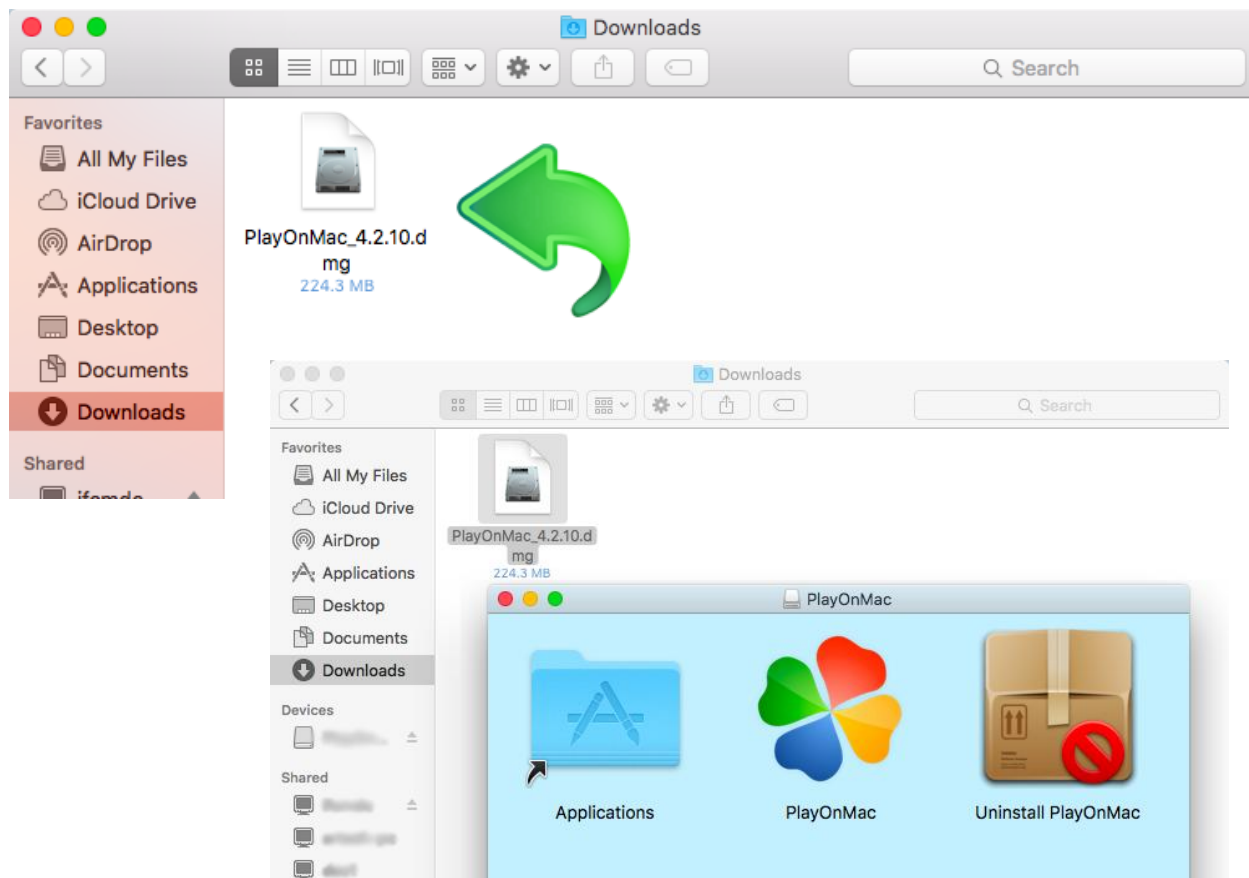 Downloads
Search
Favorites
All My Files
iCloud Drive
AirDrop
Applications
Desktop
Documents
Downloads
Shared
PlayOnMac_4.2.10.d
mg
224.3 MB
Downloads
Search
Favorites
All My Files
iCloud Drive
AirDrop
Applications
Desktop
Documents
Downloads
Devices
Shared
PlayOnMac_4.2.10.d
mg
224.3 MB
PlayOnMac
Applications
PlayOnMac
Uninstall PlayOnMac